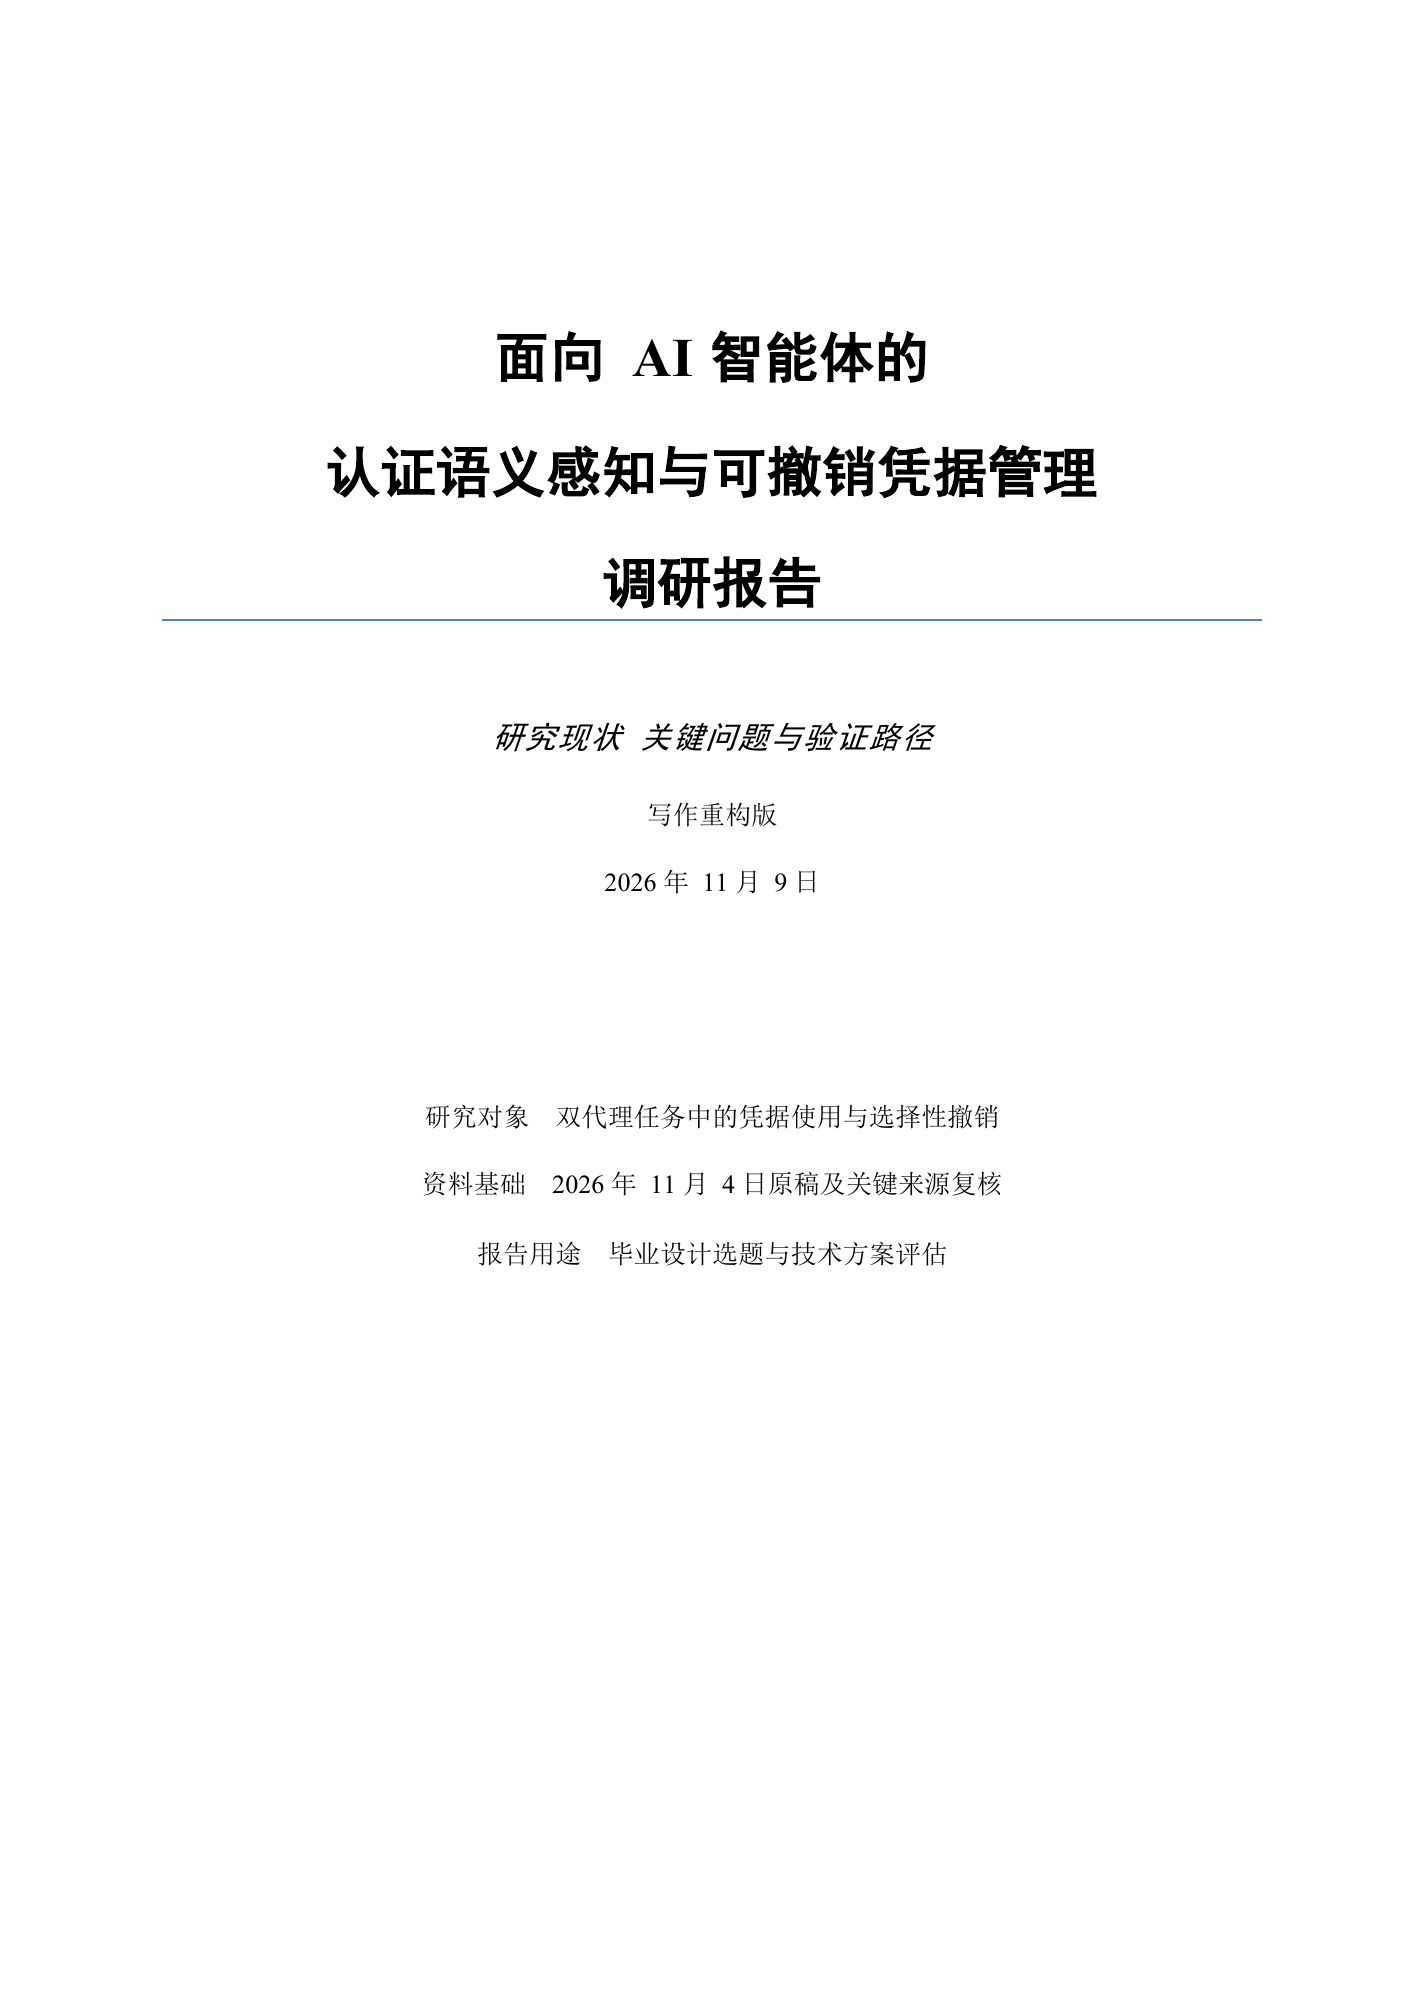 面向 AI 智能体的
认证语义感知与可撤销凭据管理
调研报告
研究现状 关键问题与验证路径
写作重构版
2026 年 11 月 9 日
研究对象 双代理任务中的凭据使用与选择性撤销
资料基础 2026 年 11 月 4 日原稿及关键来源复核
报告用途 毕业设计选题与技术方案评估